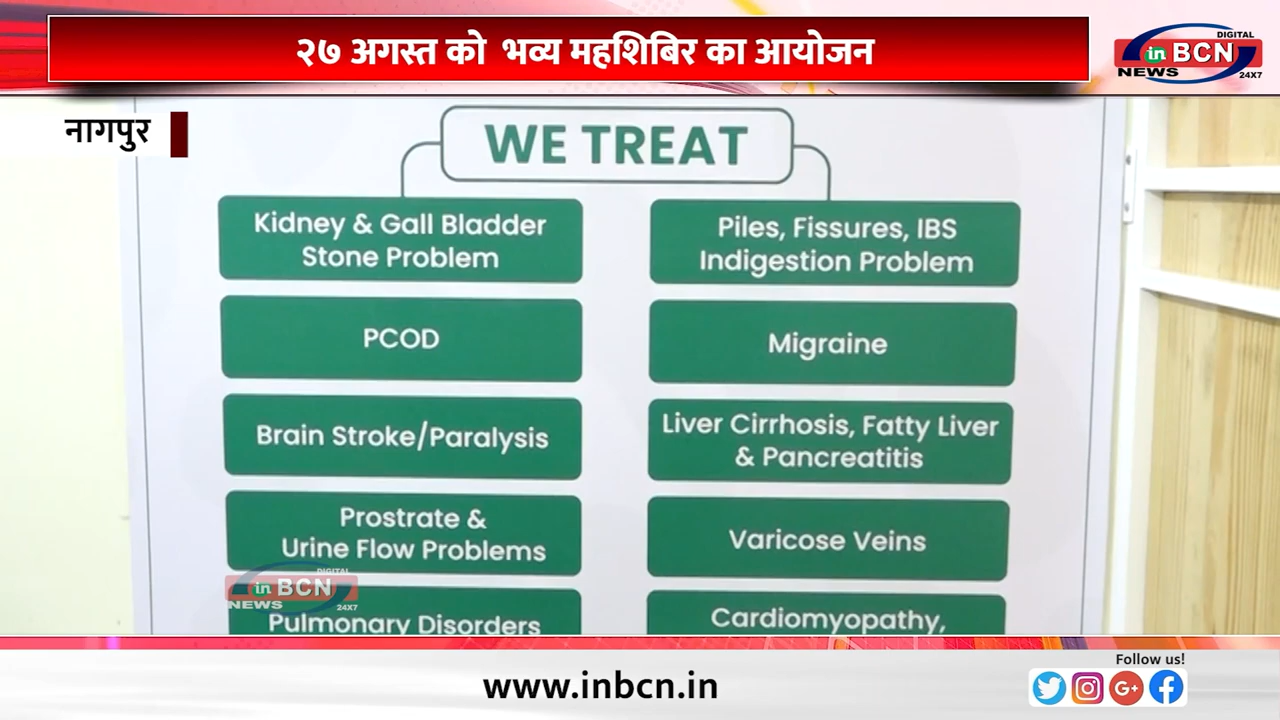 २७ अगस्त को भव्य महशिबिर का आयोजन
DIGITAL
in BCN
NEWS 24X7
नागपुर
WE TREAT
Kidney & Gall Bladder
Stone Problem
Piles, Fissures, IBS
Indigestion Problem
PCOD
Migraine
Brain Stroke/Paralysis
Liver Cirrhosis, Fatty Liver
& Pancreatitis
Prostrate &
Urine Flow Problems
Varicose Veins
DIGITAL
in BCN
NEWS 24X7
Pulmonary Disorders
Cardiomyopathy,
www.inbcn.in
Follow us!
G+